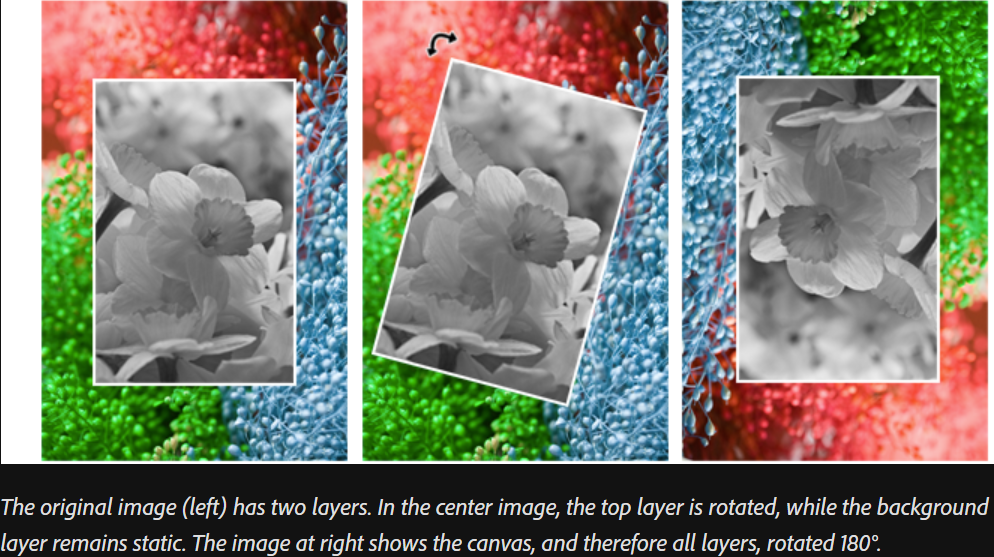 The original image (left) has two layers. In the center image, the top layer is rotated, while the background
layer remains static. The image at right shows the canvas, and therefore all layers, rotated 180°.